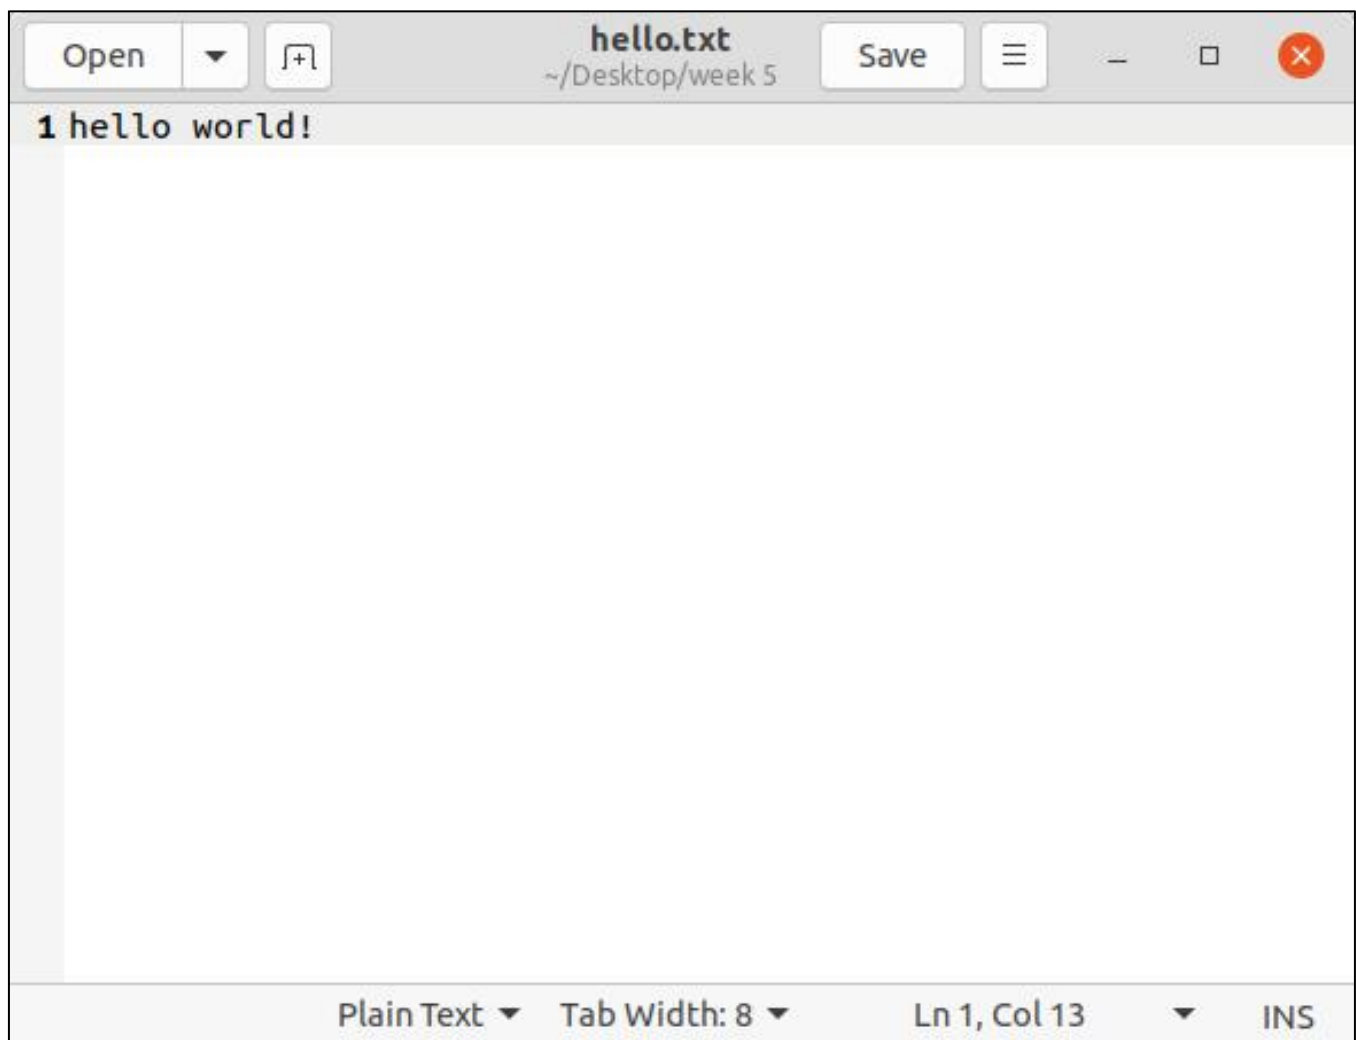 Open
hello.txt
~/Desktop/week 5
Save
1 hello world!
Plain Text Tab Width: 8 Ln 1, Col 13 INS